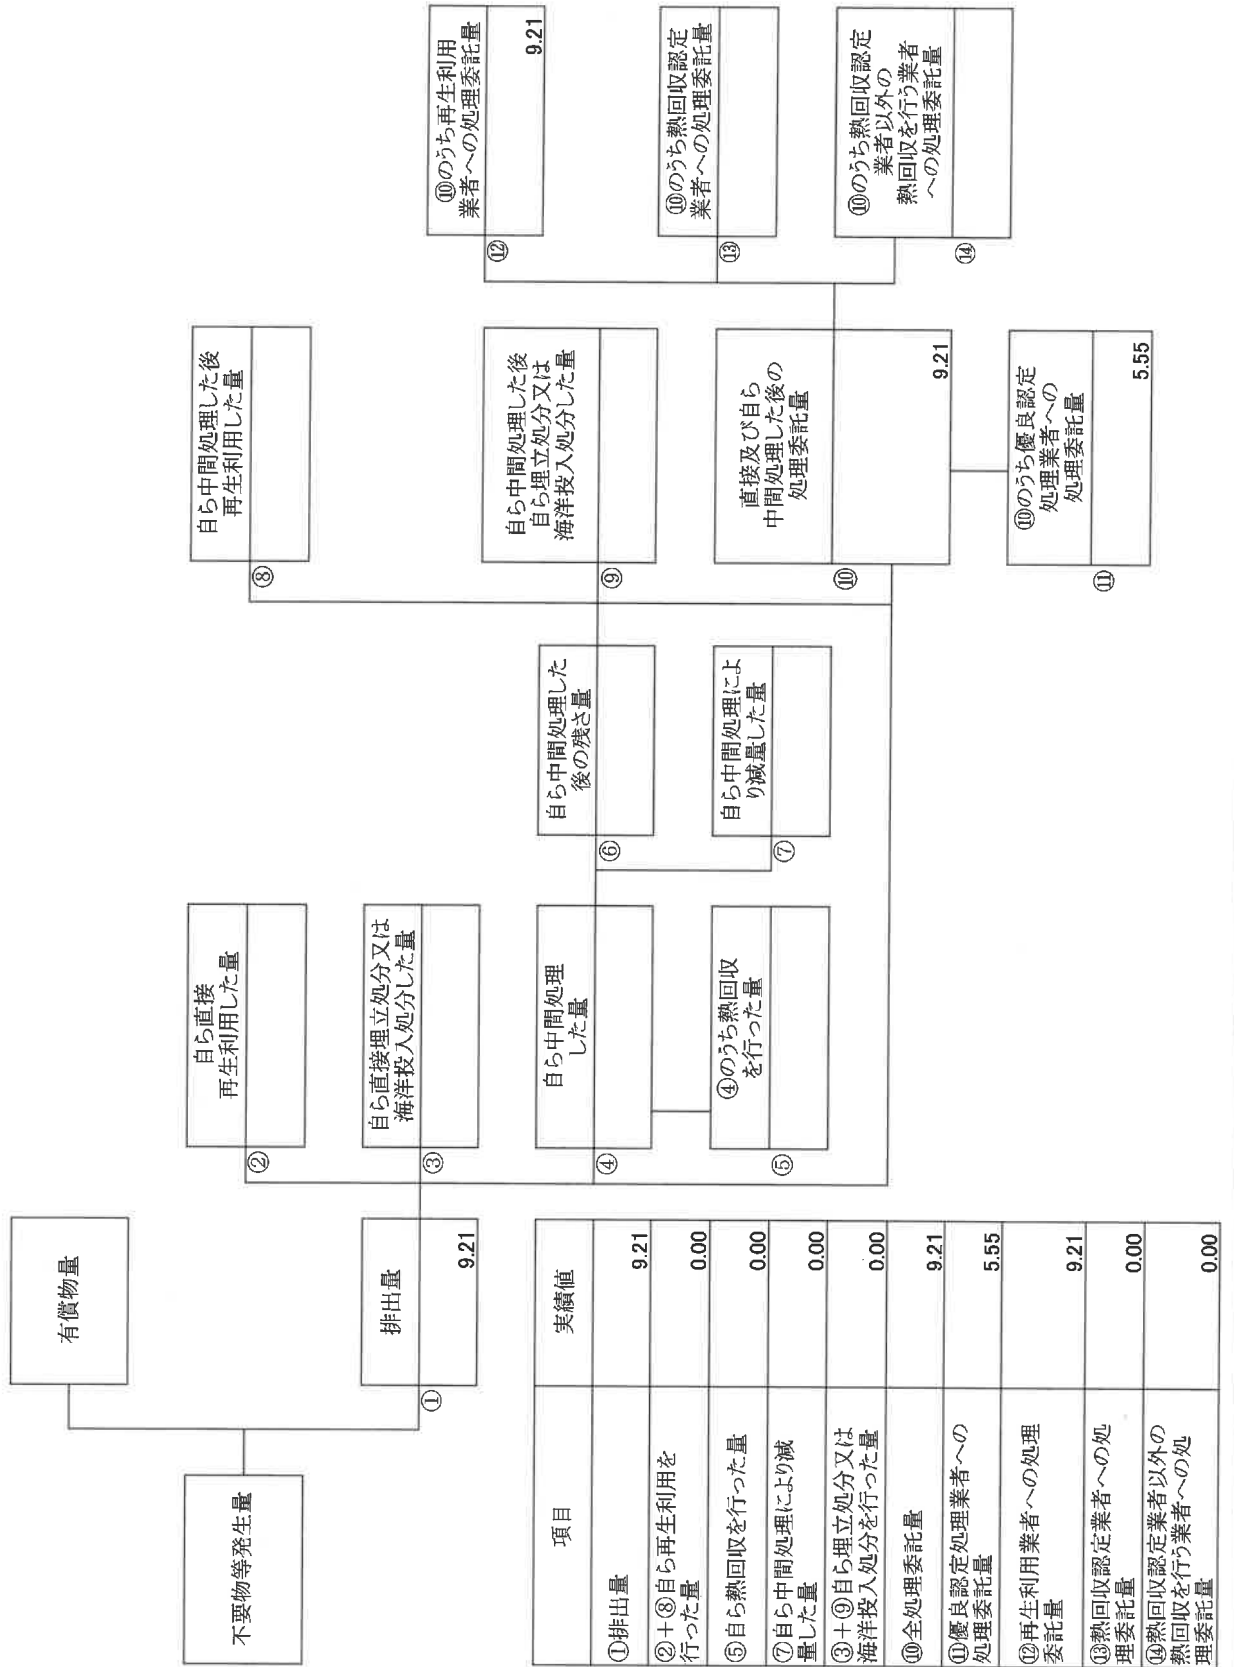 不要物等発生量
有償物量
①
排出量
9.21
②
自ら直接
再生利用した量
③
自ら直接埋立処分又は
海洋投入処分した量
④
自ら中間処理
した量
⑤
④のうち熱回収
を行った量
⑥
自ら中間処理した
後の残さ量
⑦
自ら中間処理によ
り減量した量
⑧
自ら中間処理した後
再生利用した量
⑨
自ら中間処理した後
自ら埋立処分又は
海洋投入処分した量
⑩
直接及び自ら
中間処理した後の
処理委託量
9.21
⑪
⑩のうち優良認定
処理業者への
処理委託量
5.55
⑫
⑩のうち再生利用
業者への処理委託量
9.21
⑬
⑩のうち熱回収認定
業者への処理委託量
⑭
⑩のうち熱回収認定
業者以外の
熱回収を行う業者
への処理委託量
項目 実績値
①排出量 9.21
②+⑧自ら再生利用を
行った量 0.00
⑤自ら熱回収を行った量 0.00
⑦自ら中間処理により減
量した量 0.00
③+⑨自ら埋立処分又は
海洋投入処分を行った量 0.00
⑩全処理委託量 9.21
⑪優良認定処理業者への
処理委託量 5.55
⑫再生利用業者への処理
委託量 9.21
⑬熱回収認定業者への処
理委託量 0.00
⑭熱回収認定業者以外の
熱回収を行う業者への処
理委託量 0.00